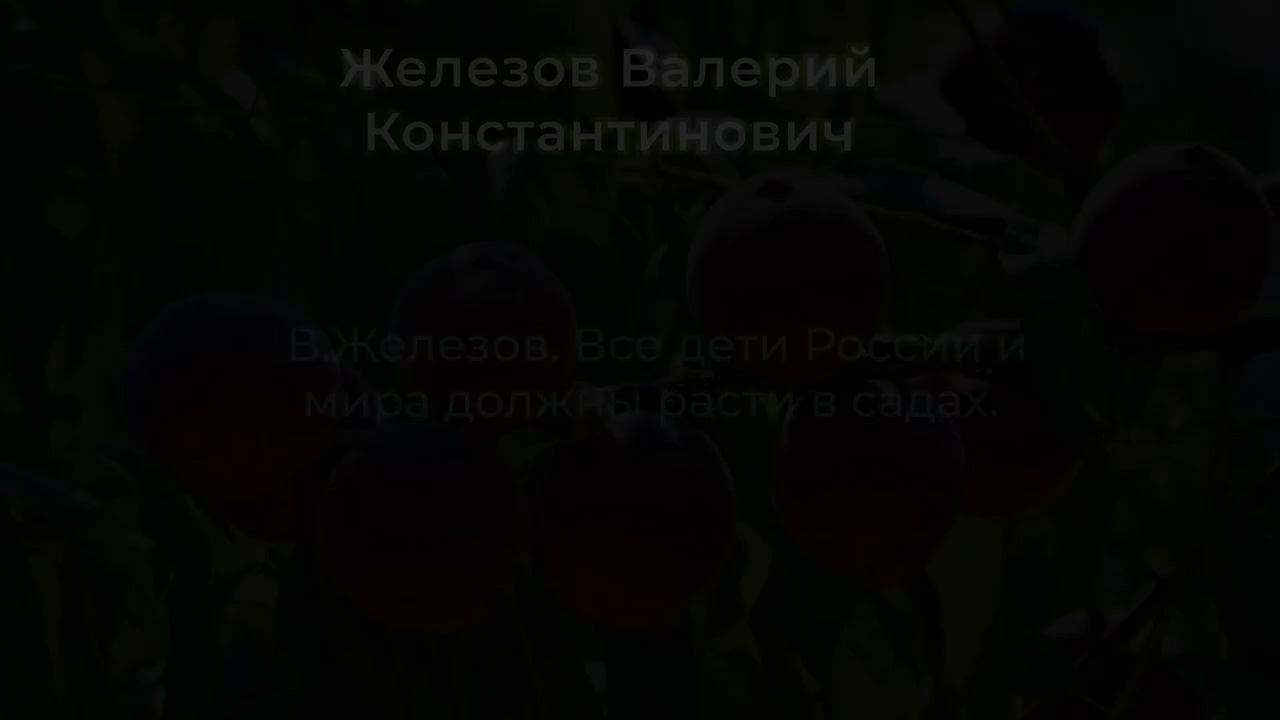 Железов Валерий
Константинович
В.Железов. Все дети России и
мира должны расти в садах.